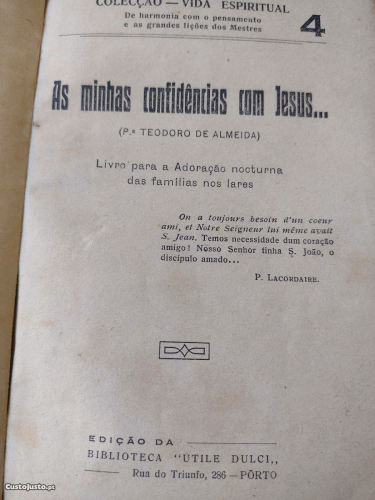 COLECÇÃO — VIDA ESPIRITUAL
De harmonia com o pensamento
e as grandes lições dos Mestres
4
As minhas confidências com Jesus...
(P.e TEODORO DE ALMEIDA)
Livro para a Adoração nocturna
das famílias nos lares
On a toujours besoin d'un coeur
ami, et Notre Seigneur lui même avait
S. Jean. Temos necessidade dum coração
amigo! Nosso Senhor tinha S. João, o
discípulo amado...
P. LACORDAIRE.
EDIÇÃO DA
BIBLIOTECA "UTILE DULCI,,
Rua do Triunfo, 286 — PÔRTO
CustoJusto.pt